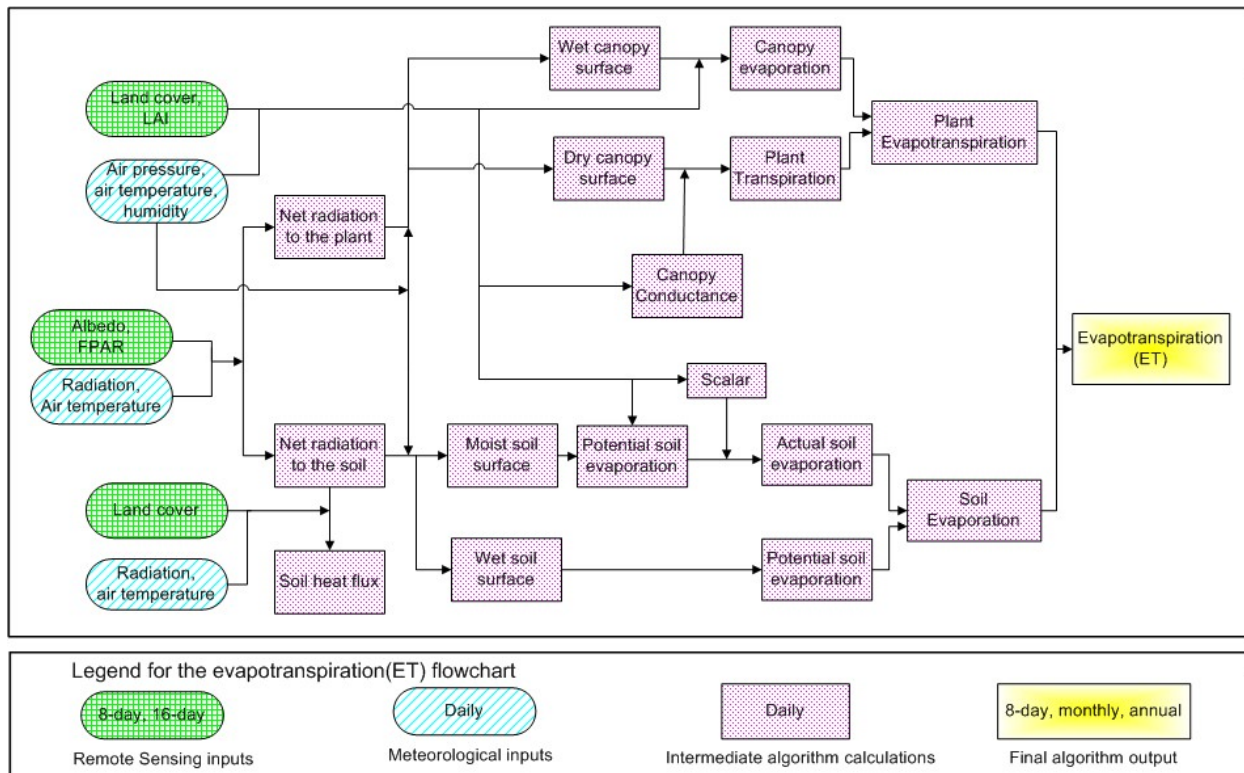 Wet canopy
surface
Canopy
evaporation
Land cover,
LAI
Plant
Evapotranspiration
Air pressure,
air temperature,
humidity
Dry canopy
surface
Plant
Transpiration
Net radiation
to the plant
Canopy
Conductance
Albedo,
FPAR
Radiation,
Air temperature
Evapotranspiration
(ET)
Scalar
Net radiation
to the soil
Moist soil
surface
Potential soil
evaporation
Actual soil
evaporation
Land cover
Soil
Evaporation
Radiation,
air temperature
Soil heat flux
Wet soil
surface
Potential soil
evaporation
Legend for the evapotranspiration(ET) flowchart
8-day, 16-day
Daily
Daily
8-day, monthly, annual
Remote Sensing inputs
Meteorological inputs
Intermediate algorithm calculations
Final algorithm output